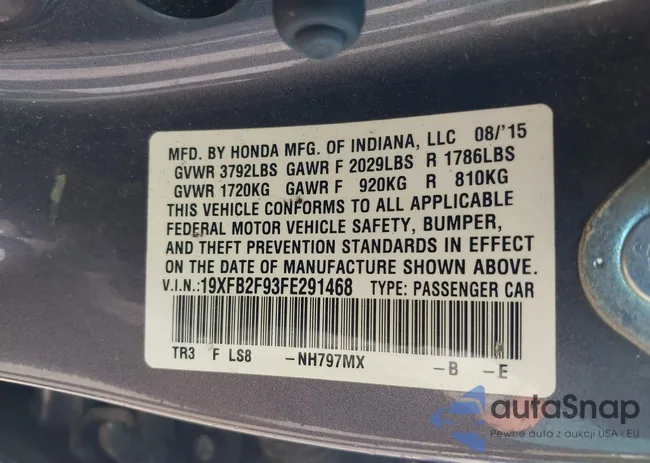 MFD. BY HONDA MFG. OF INDIANA, LLC 08/'15
GVWR 3792LBS GAWR F 2029LBS R 1786LBS
GVWR 1720KG GAWR F 920KG R 810KG
THIS VEHICLE CONFORMS TO ALL APPLICABLE
FEDERAL MOTOR VEHICLE SAFETY, BUMPER,
AND THEFT PREVENTION STANDARDS IN EFFECT
ON THE DATE OF MANUFACTURE SHOWN ABOVE.
V.I.N.:19XFB2F93FE291468 TYPE: PASSENGER CAR
TR3 F LS8 -NH797MX -B -E
autaSnap
Pewne auta z aukcji USA i EU